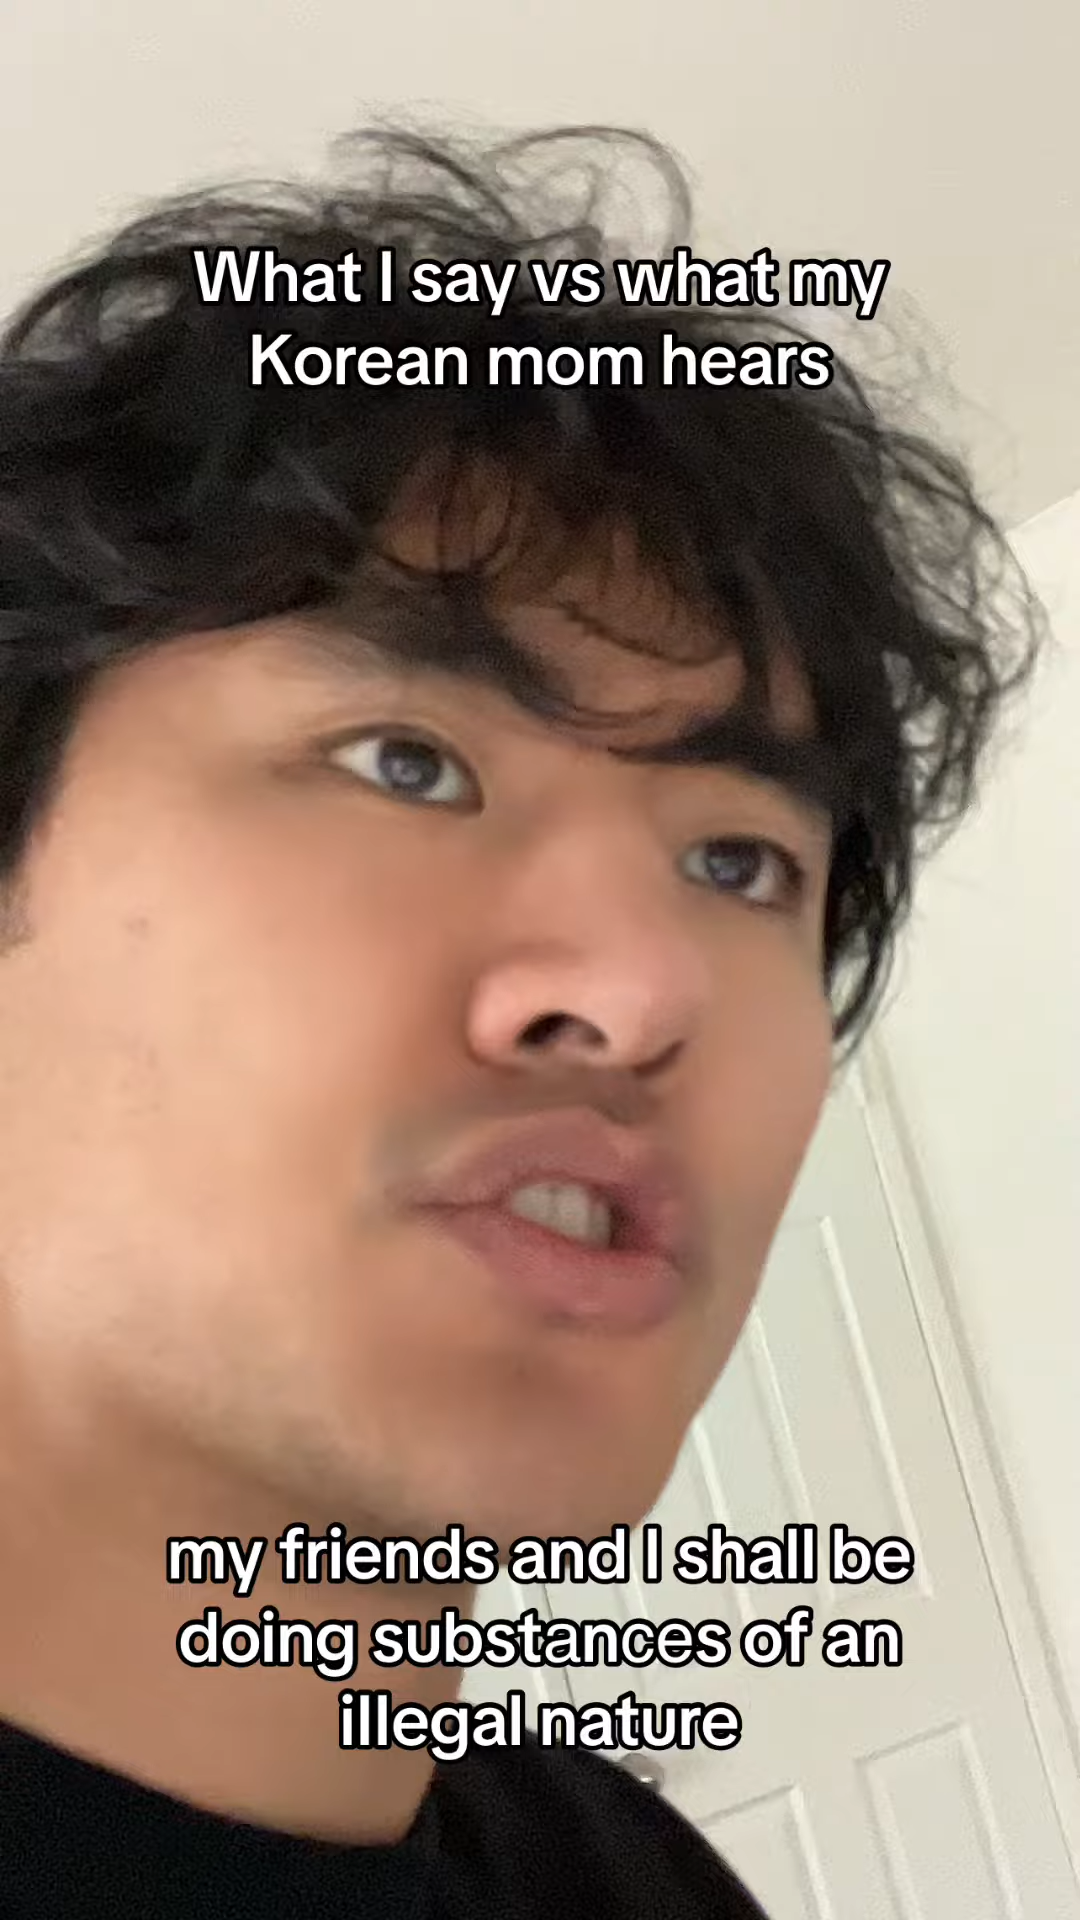 What I say vs what my
Korean mom hears
my friends and I shall be
doing substances of an
illegal nature